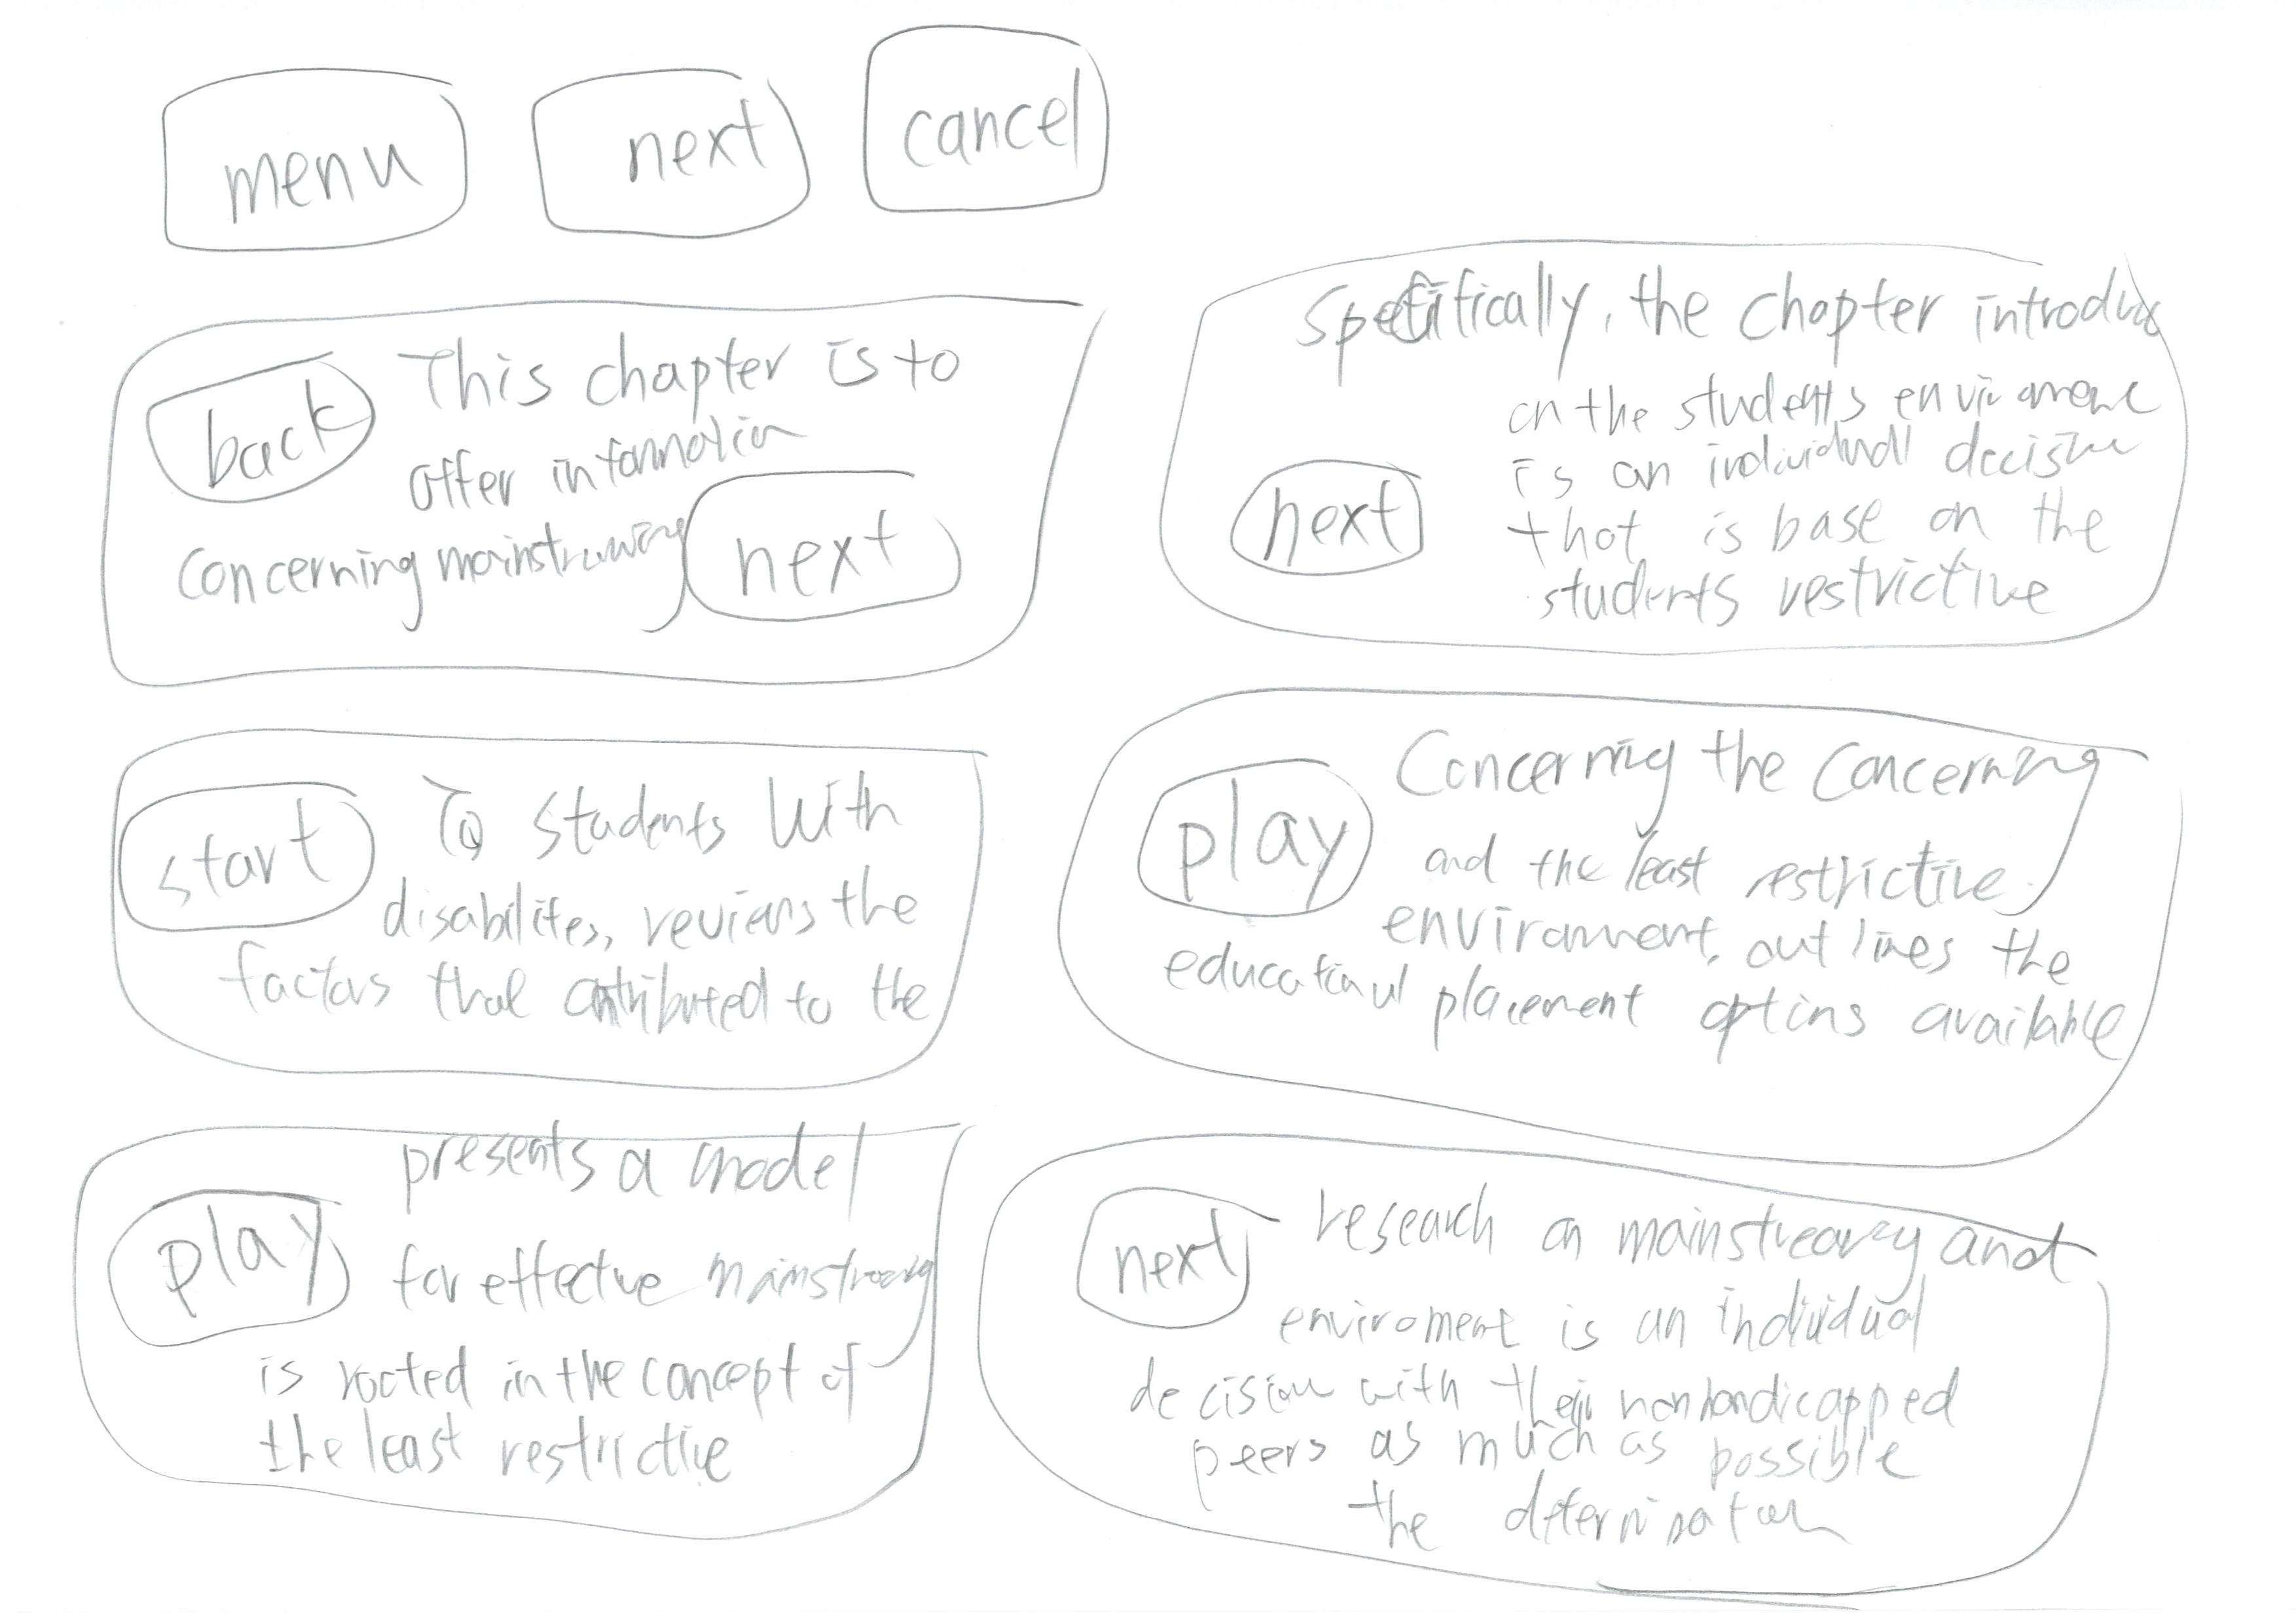 menu
next
cancel
back
This chapter is to
offer information
concerning mainstreaming
next
Specifically, the chapter introdus
on the students enviroment
next
is an individual decision
that is base on the
students restrictive
start
To students With
disabilites, reviews the
factors that contributed to the
play
Concerning the concerning
and the least restrictive
environment, outlines the
educational placement options available
play
presents a model
for effective mainstreaming
is rooted in the concept of
the least restrictive
next
research on mainstreaming and
enviroment is an individual
decision with their nonhandicapped
peers as much as possible
the determination